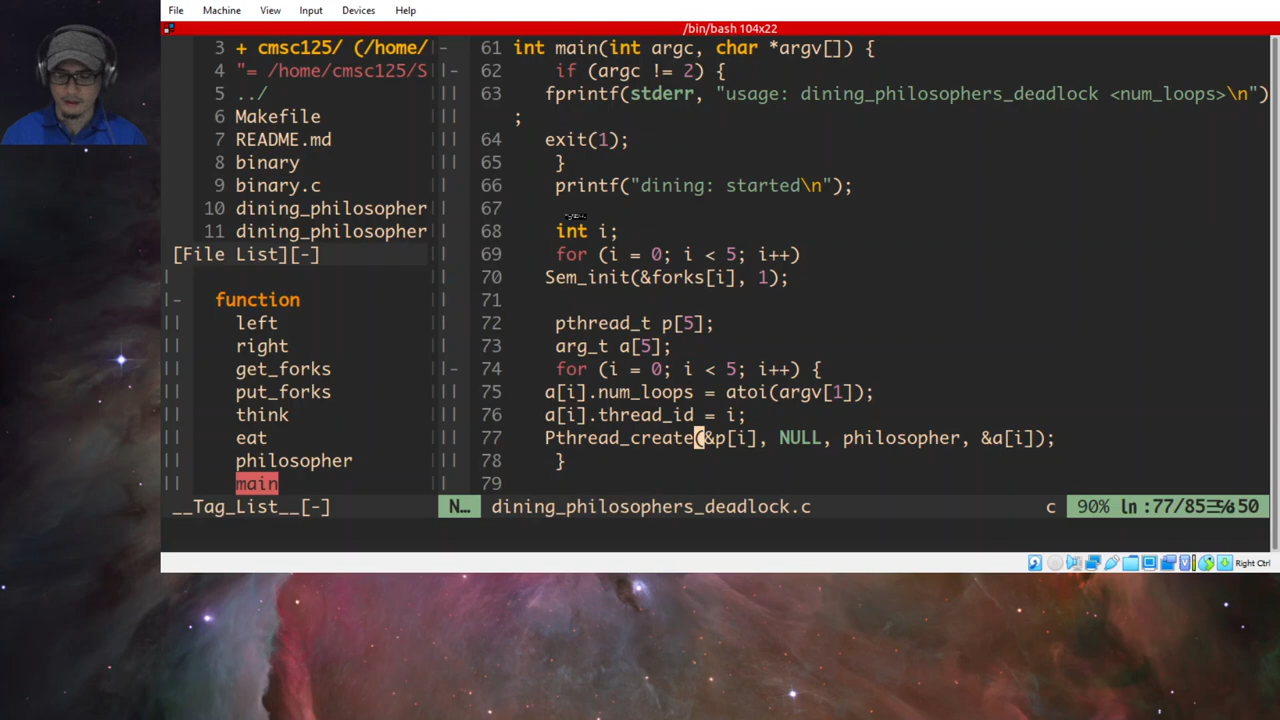 File Machine View Input Devices Help
/bin/bash 104x22
3 + cmsc125/ (/home/
4 "= /home/cmsc125/S
5 ../
6 Makefile
7 README.md
8 binary
9 binary.c
10 dining_philosopher
11 dining_philosopher
[File List][-]
function
left
right
get_forks
put_forks
think
eat
philosopher
main
__Tag_List__[-]
61 int main(int argc, char *argv[]) {
62 if (argc != 2) {
63 fprintf(stderr, "usage: dining_philosophers_deadlock <num_loops>\n")
;
64 exit(1);
65 }
66 printf("dining: started\n");
67
68 int i;
69 for (i = 0; i < 5; i++)
70 Sem_init(&forks[i], 1);
71
72 pthread_t p[5];
73 arg_t a[5];
74 for (i = 0; i < 5; i++) {
75 a[i].num_loops = atoi(argv[1]);
76 a[i].thread_id = i;
77 Pthread_create(&p[i], NULL, philosopher, &a[i]);
78 }
79
N… dining_philosophers_deadlock.c c 90% ln :77/85
Right Ctrl